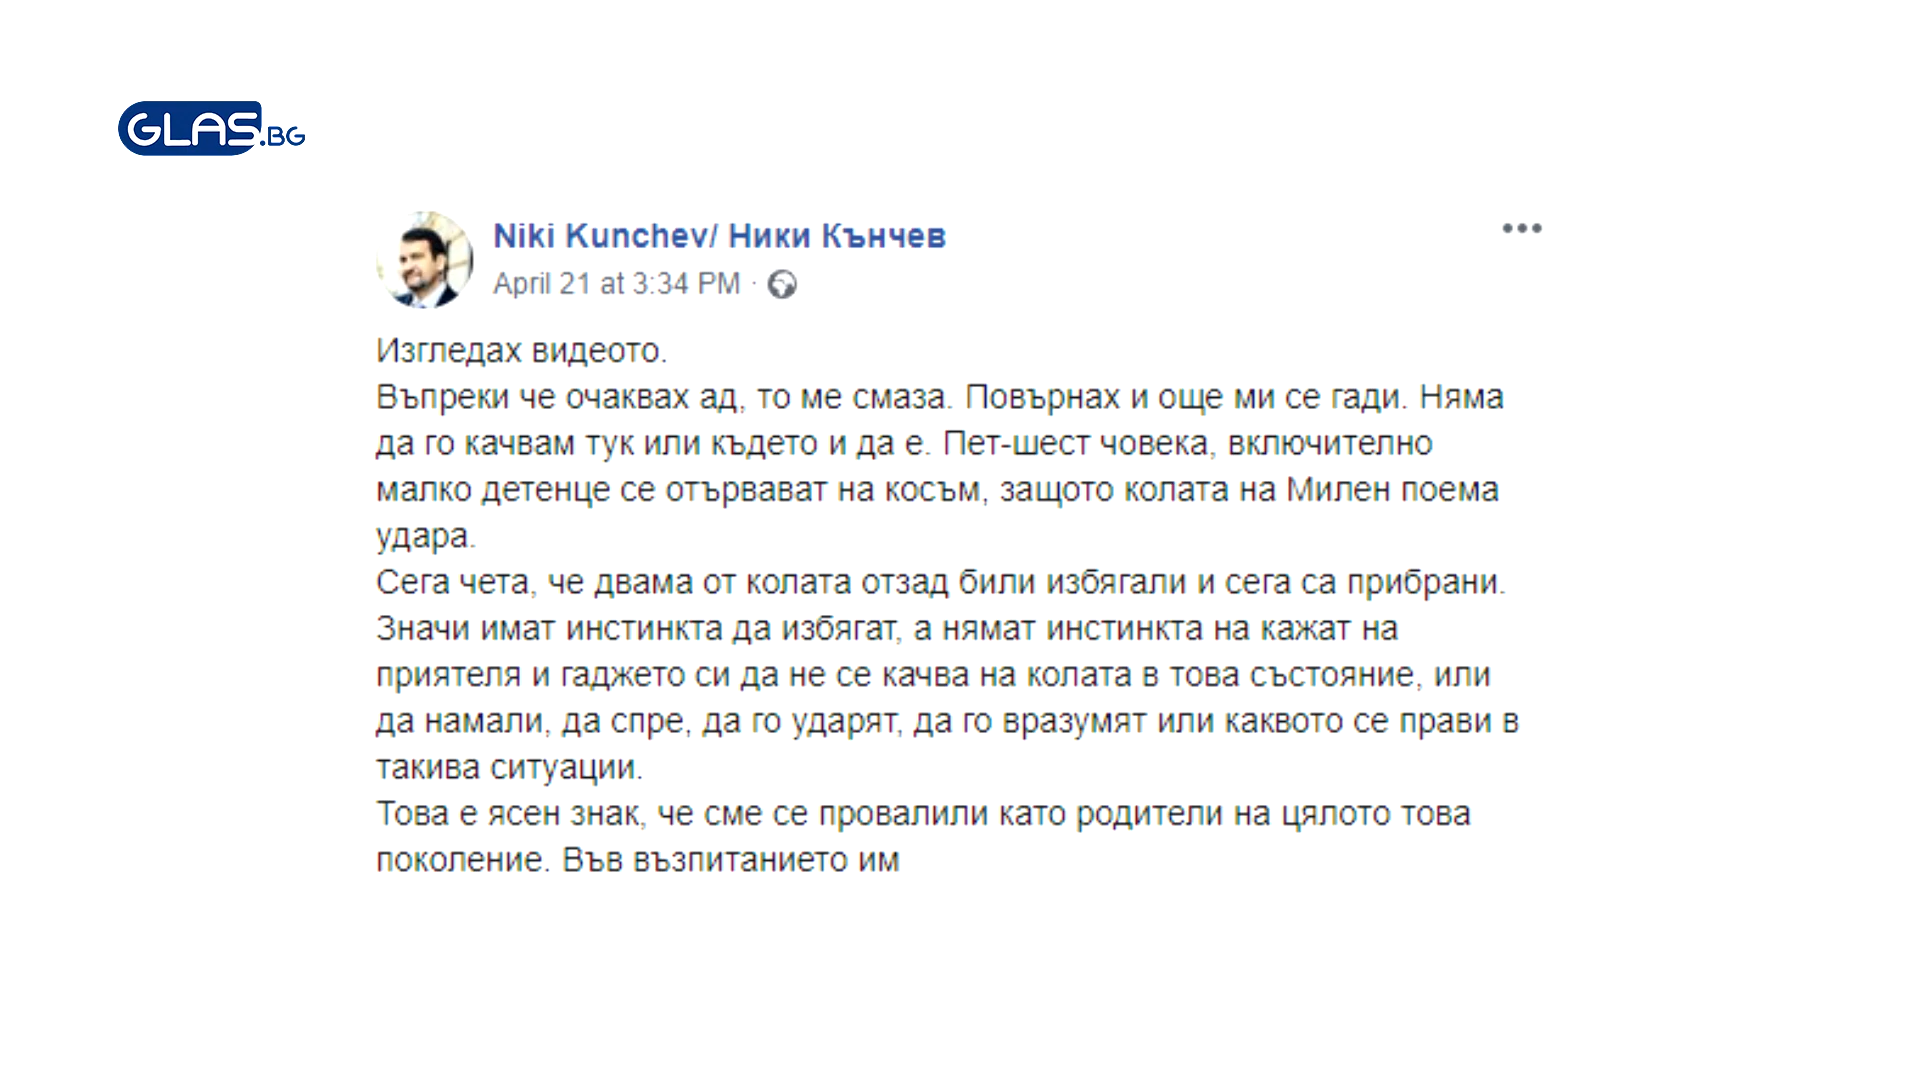 GLAS.BG
Niki Kunchev/ Ники Кънчев
April 21 at 3:34 PM ·
Изгледах видеото.
Въпреки че очаквах ад, то ме смаза. Повърнах и още ми се гади. Няма
да го качвам тук или където и да е. Пет-шест човека, включително
малко детенце се отървават на косъм, защото колата на Милен поема
удара.
Сега чета, че двама от колата отзад били избягали и сега са прибрани.
Значи имат инстинкта да избягат, а нямат инстинкта на кажат на
приятеля и гаджето си да не се качва на колата в това състояние, или
да намали, да спре, да го ударят, да го вразумят или каквото се прави в
такива ситуации.
Това е ясен знак, че сме се провалили като родители на цялото това
поколение. Във възпитанието им